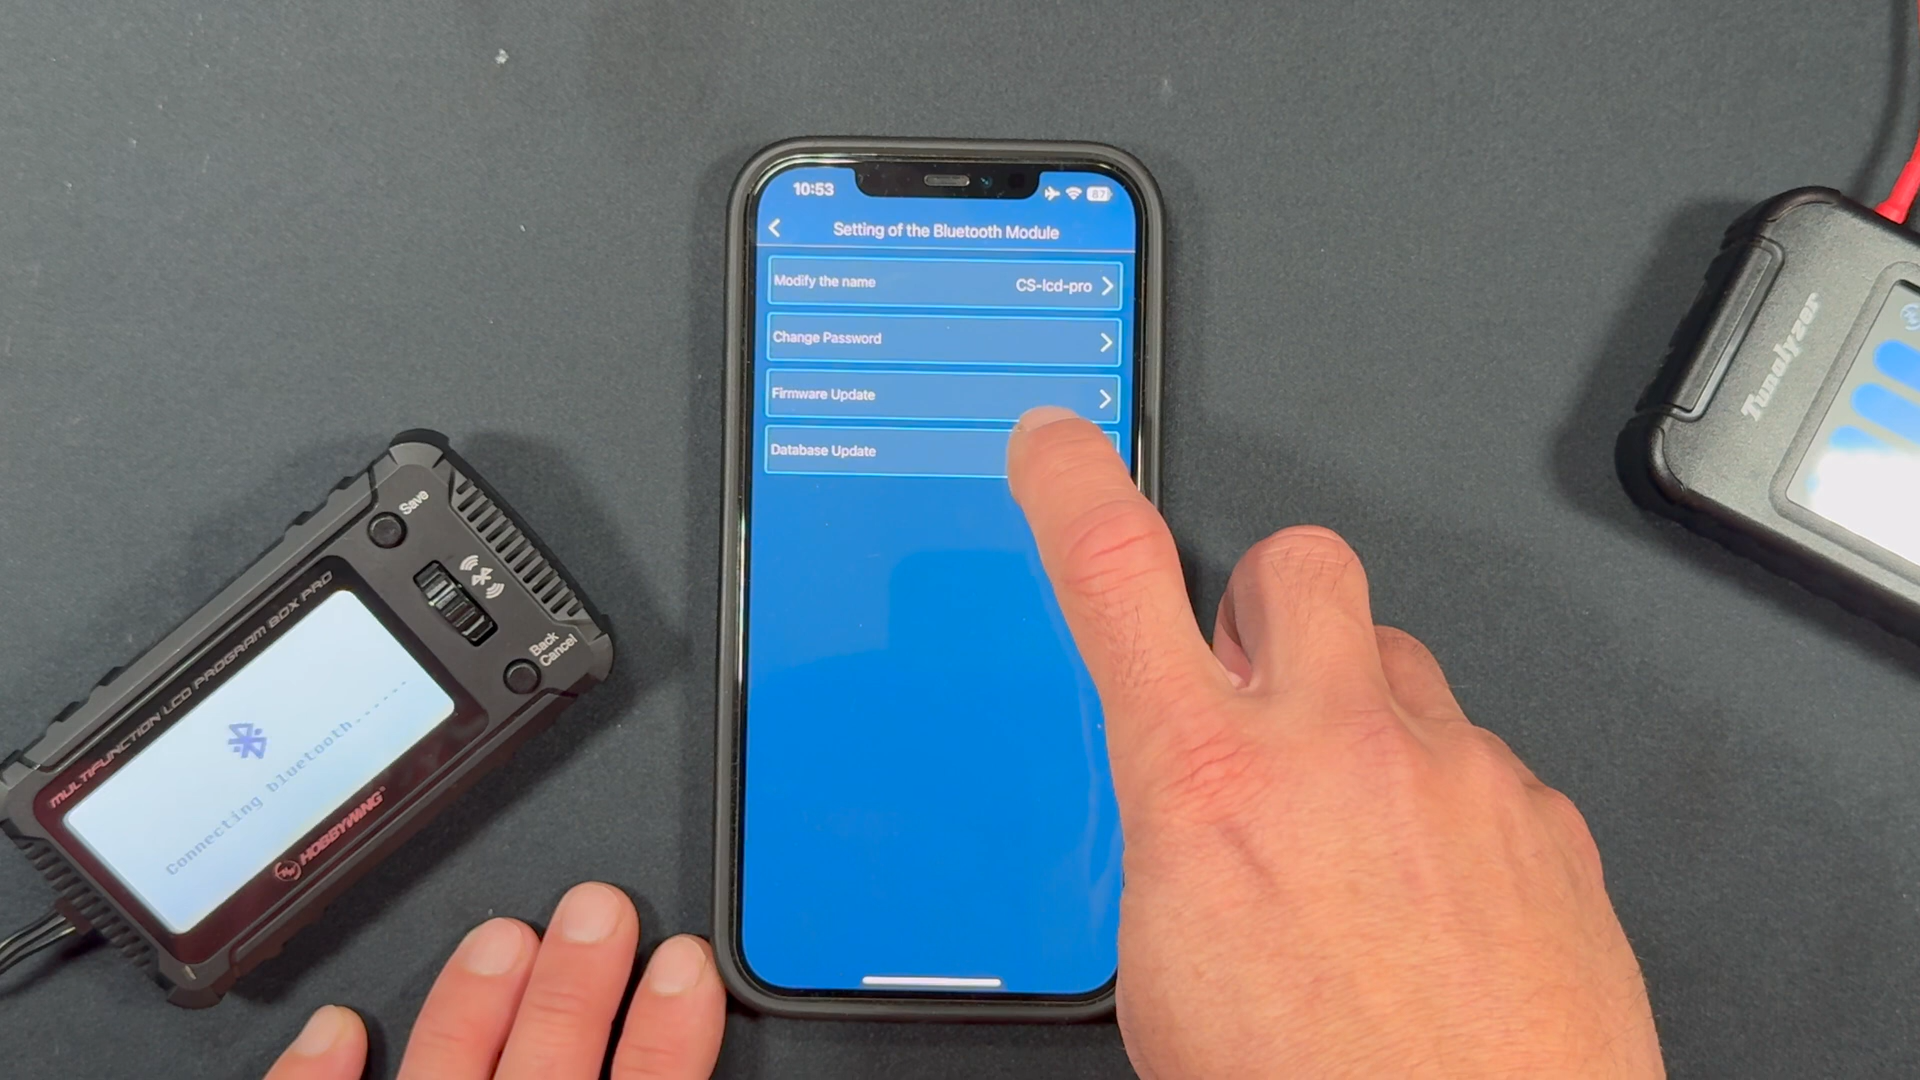 10:53
87
Setting of the Bluetooth Module
Modify the name
CS-lcd-pro
Change Password
Firmware Update
Database Update
Save
Back
Cancel
MULTIFUNCTION LCD PROGRAM BOX PRO
Connecting bluetooth......
HOBBYWING
Tunalyzer